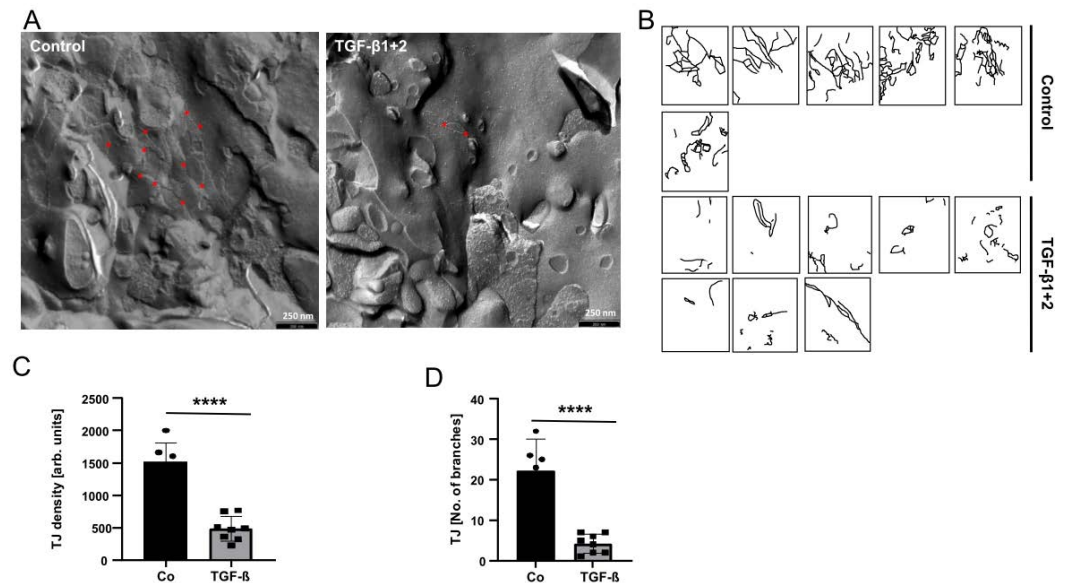 A
Control
250 nm
TGF-β1+2
250 nm
B
Control
TGF-β1+2
C
TJ density [arb. units]
2500
2000
1500
1000
500
0
****
Co
TGF-ß
D
TJ [No. of branches]
40
30
20
10
0
****
Co
TGF-ß